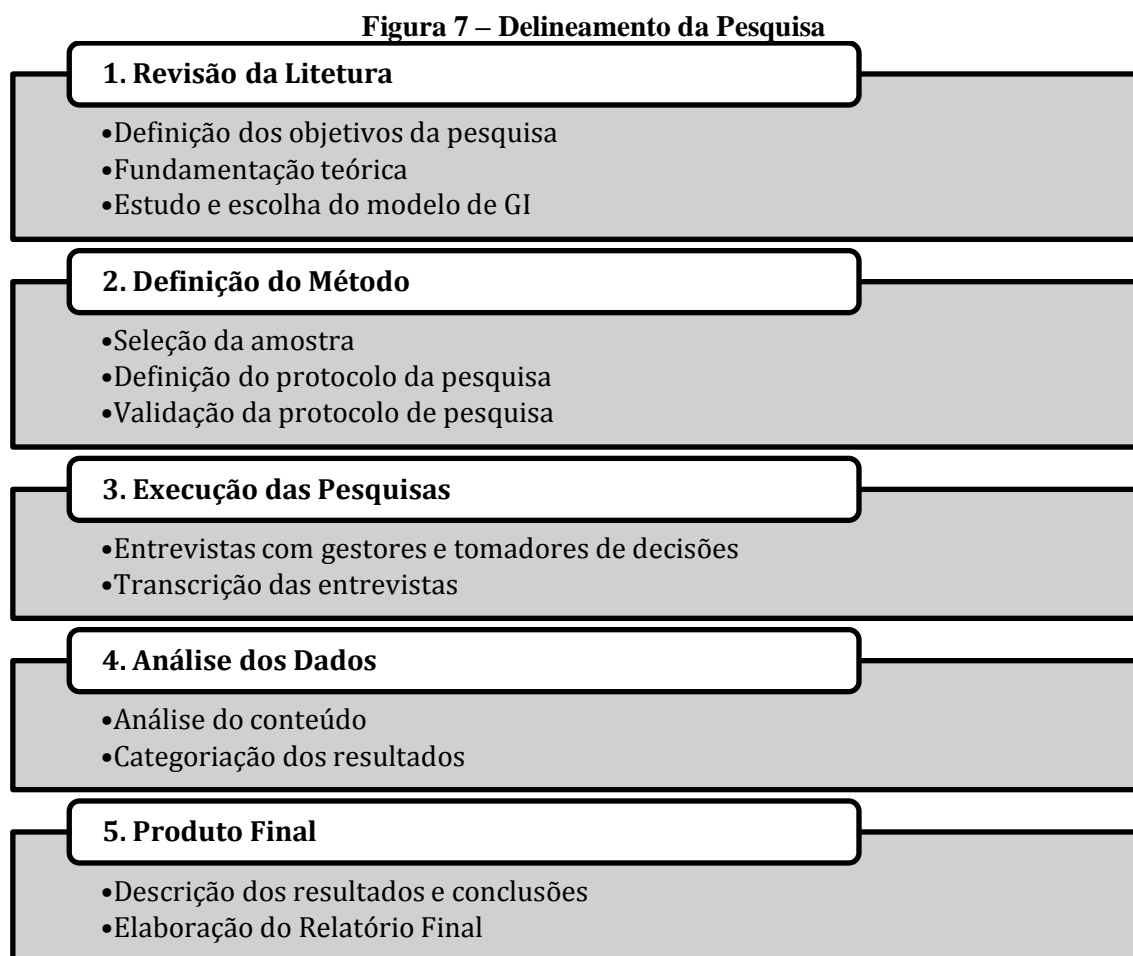 Figura 7 – Delineamento da Pesquisa
1. Revisão da Litetura
•Definição dos objetivos da pesquisa
•Fundamentação teórica
•Estudo e escolha do modelo de GI
2. Definição do Método
•Seleção da amostra
•Definição do protocolo da pesquisa
•Validação da protocolo de pesquisa
3. Execução das Pesquisas
•Entrevistas com gestores e tomadores de decisões
•Transcrição das entrevistas
4. Análise dos Dados
•Análise do conteúdo
•Categoriação dos resultados
5. Produto Final
•Descrição dos resultados e conclusões
•Elaboração do Relatório Final